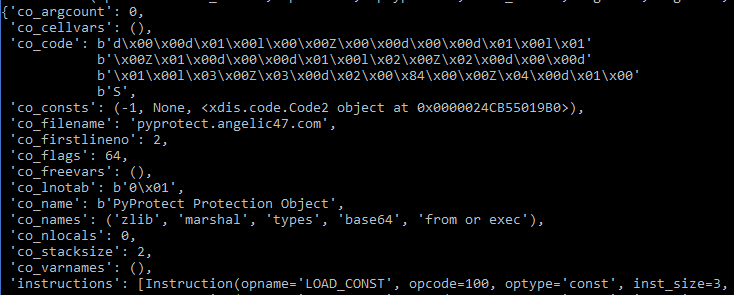 {'co_argcount': 0,
'co_cellvars': (),
'co_code': b'd\x00\x00d\x01\x00l\x00\x00Z\x00\x00d\x00\x00d\x01\x00l\x01'
b'\x00Z\x01\x00d\x00\x00d\x01\x00l\x02\x00Z\x02\x00d\x00\x00d'
b'\x01\x00l\x03\x00Z\x03\x00d\x02\x00\x84\x00\x00Z\x04\x00d\x01\x00'
b'S',
'co_consts': (-1, None, <xdis.code.Code2 object at 0x0000024CB55019B0>),
'co_filename': 'pyprotect.angelic47.com',
'co_firstlineno': 2,
'co_flags': 64,
'co_freevars': (),
'co_lnotab': b'0\x01',
'co_name': b'PyProtect Protection Object',
'co_names': ('zlib', 'marshal', 'types', 'base64', 'from or exec'),
'co_nlocals': 0,
'co_stacksize': 2,
'co_varnames': (),
'instructions': [Instruction(opname='LOAD_CONST', opcode=100, optype='const', inst_size=3,